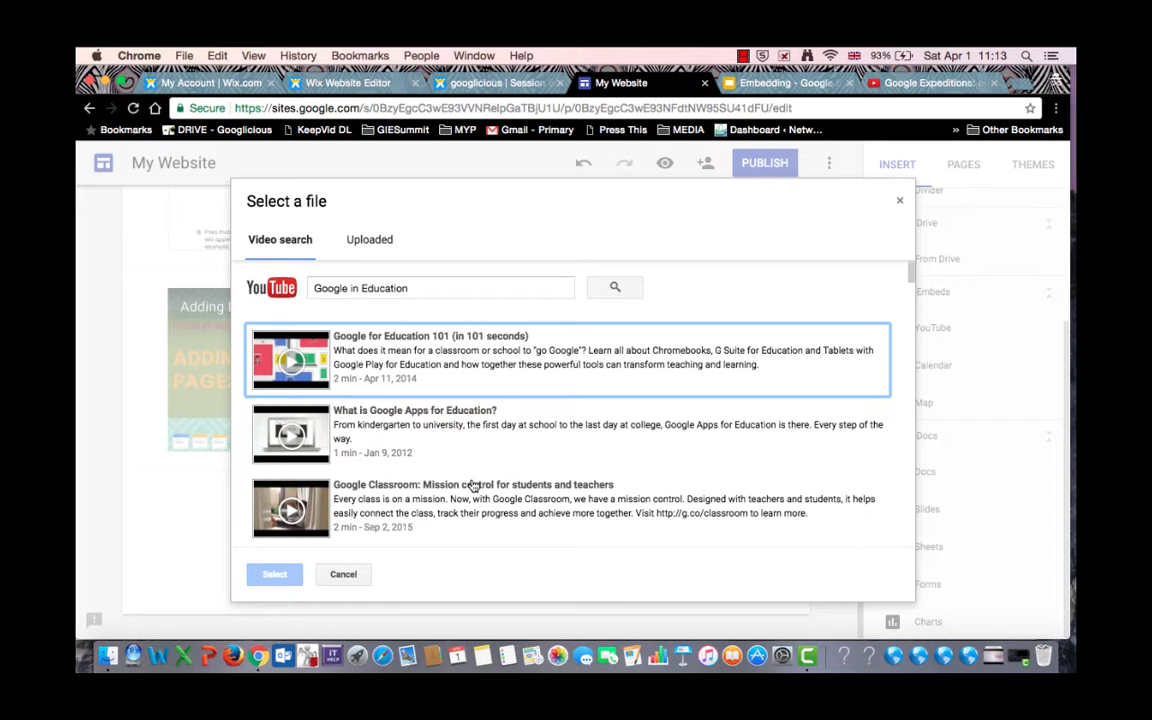 Chrome File Edit View History Bookmarks People Window Help 93% Sat Apr 1 11:13
My Account | Wix.com Wix Website Editor googlicious | Session My Website Embedding - Google Google Expeditions:
Secure https://sites.google.com/s/0BzyEgcC3wE93VVNRelpGaTBjU1U/p/0BzyEgcC3wE93NFdtNW95SU41dFU/edit
Bookmarks DRIVE - Googlicious KeepVid DL GIESummit MYP Gmail - Primary Press This MEDIA Dashboard ‹ Netw... » Other Bookmarks
My Website PUBLISH INSERT PAGES THEMES
Divider
Select a file
Drive
Video search Uploaded
From Drive
YouTube Google in Education
Embeds
Adding
ADDING
PAGES
Google for Education 101 (in 101 seconds)
What does it mean for a classroom or school to "go Google"? Learn all about Chromebooks, G Suite for Education and Tablets with
Google Play for Education and how together these powerful tools can transform teaching and learning.
2 min - Apr 11, 2014
YouTube
Calendar
Map
What is Google Apps for Education?
From kindergarten to university, the first day at school to the last day at college, Google Apps for Education is there. Every step of the
way.
1 min - Jan 9, 2012
Docs
Docs
Google Classroom: Mission control for students and teachers
Every class is on a mission. Now, with Google Classroom, we have a mission control. Designed with teachers and students, it helps
easily connect the class, track their progress and achieve more together. Visit http://g.co/classroom to learn more.
2 min - Sep 2, 2015
Slides
Sheets
Select Cancel
Forms
Charts